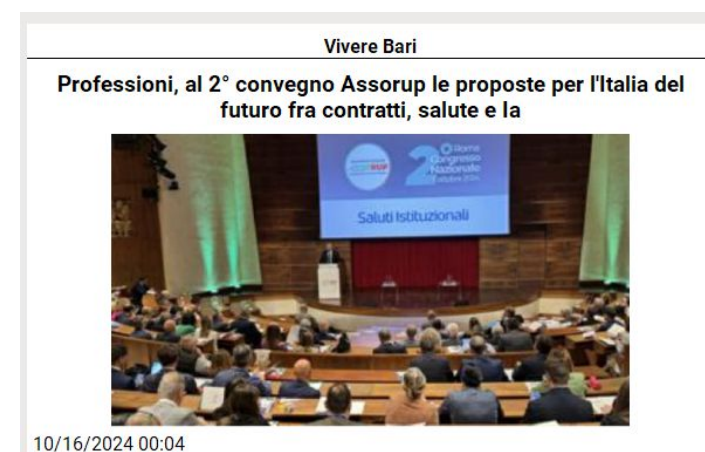 Vivere Bari
Professioni, al 2° convegno Assorup le proposte per l'Italia del
futuro fra contratti, salute e la
2° Roma
Congresso
Nazionale
Saluti Istituzionali
10/16/2024 00:04